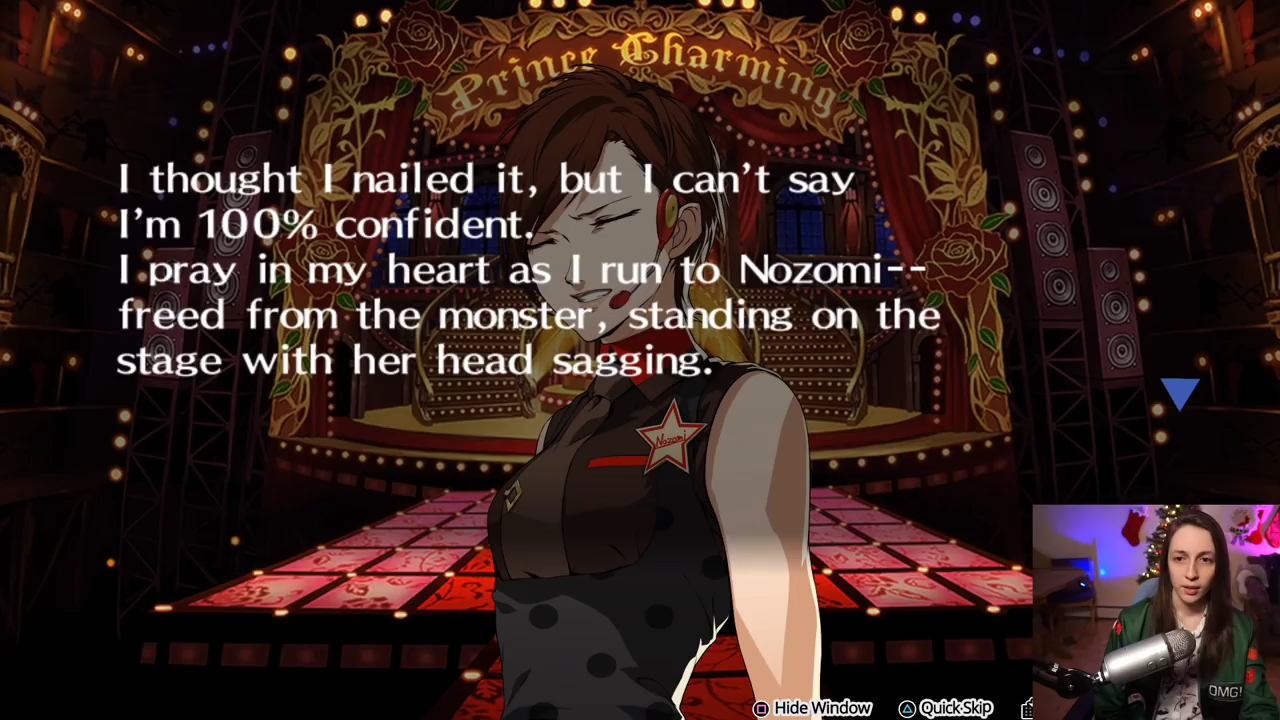 Prince Charming
I thought I nailed it, but I can't say
I'm 100% confident.
I pray in my heart as I run to Nozomi--
freed from the monster, standing on the
stage with her head sagging.
Nozomi
OMG!
Hide Window
Quick Skip